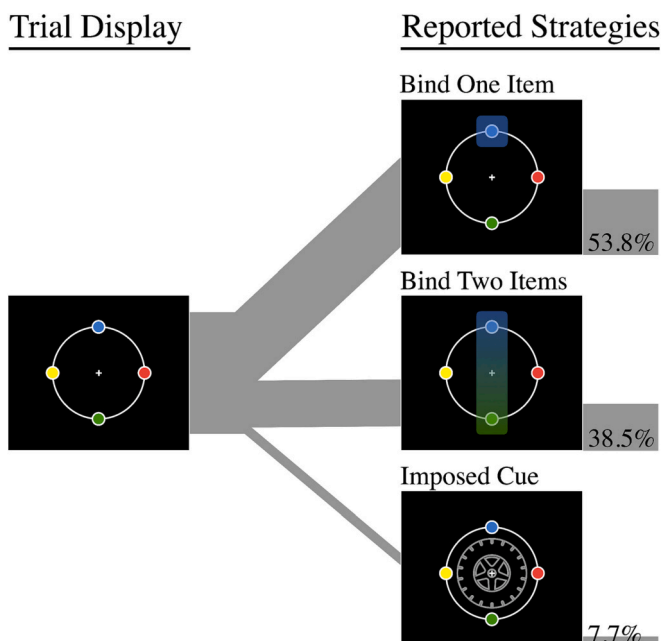 Trial Display
Reported Strategies
Bind One Item
53.8%
Bind Two Items
38.5%
Imposed Cue
7.7%